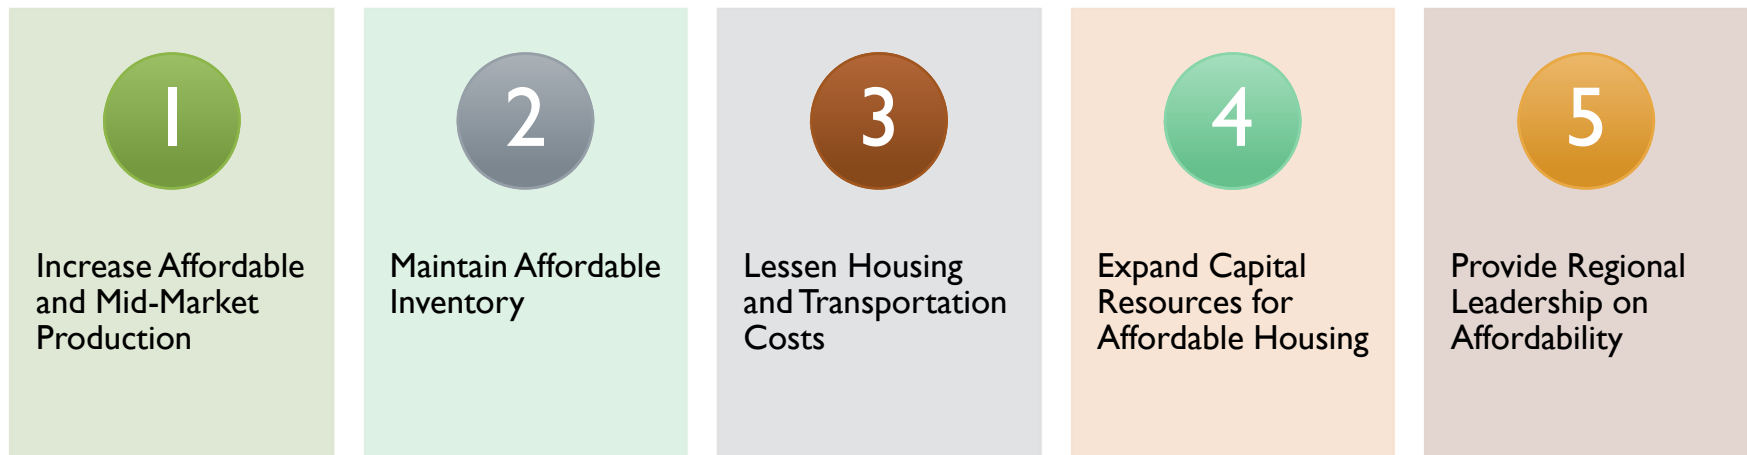 1
Increase Affordable
and Mid-Market
Production
2
Maintain Affordable
Inventory
3
Lessen Housing
and Transportation
Costs
4
Expand Capital
Resources for
Affordable Housing
5
Provide Regional
Leadership on
Affordability